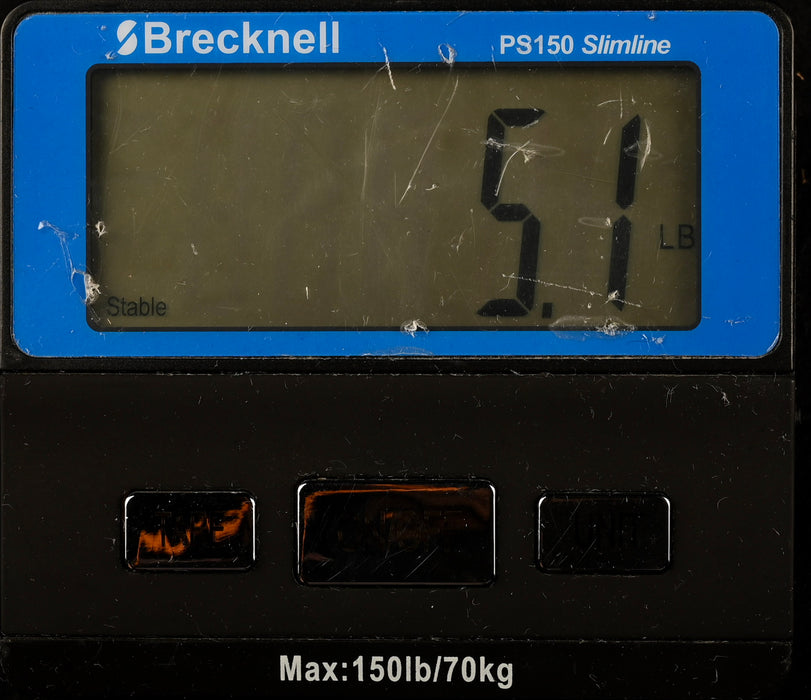 Brecknell PS150 Slimline
5.1
LB
Stable
Max:150lb/70kg